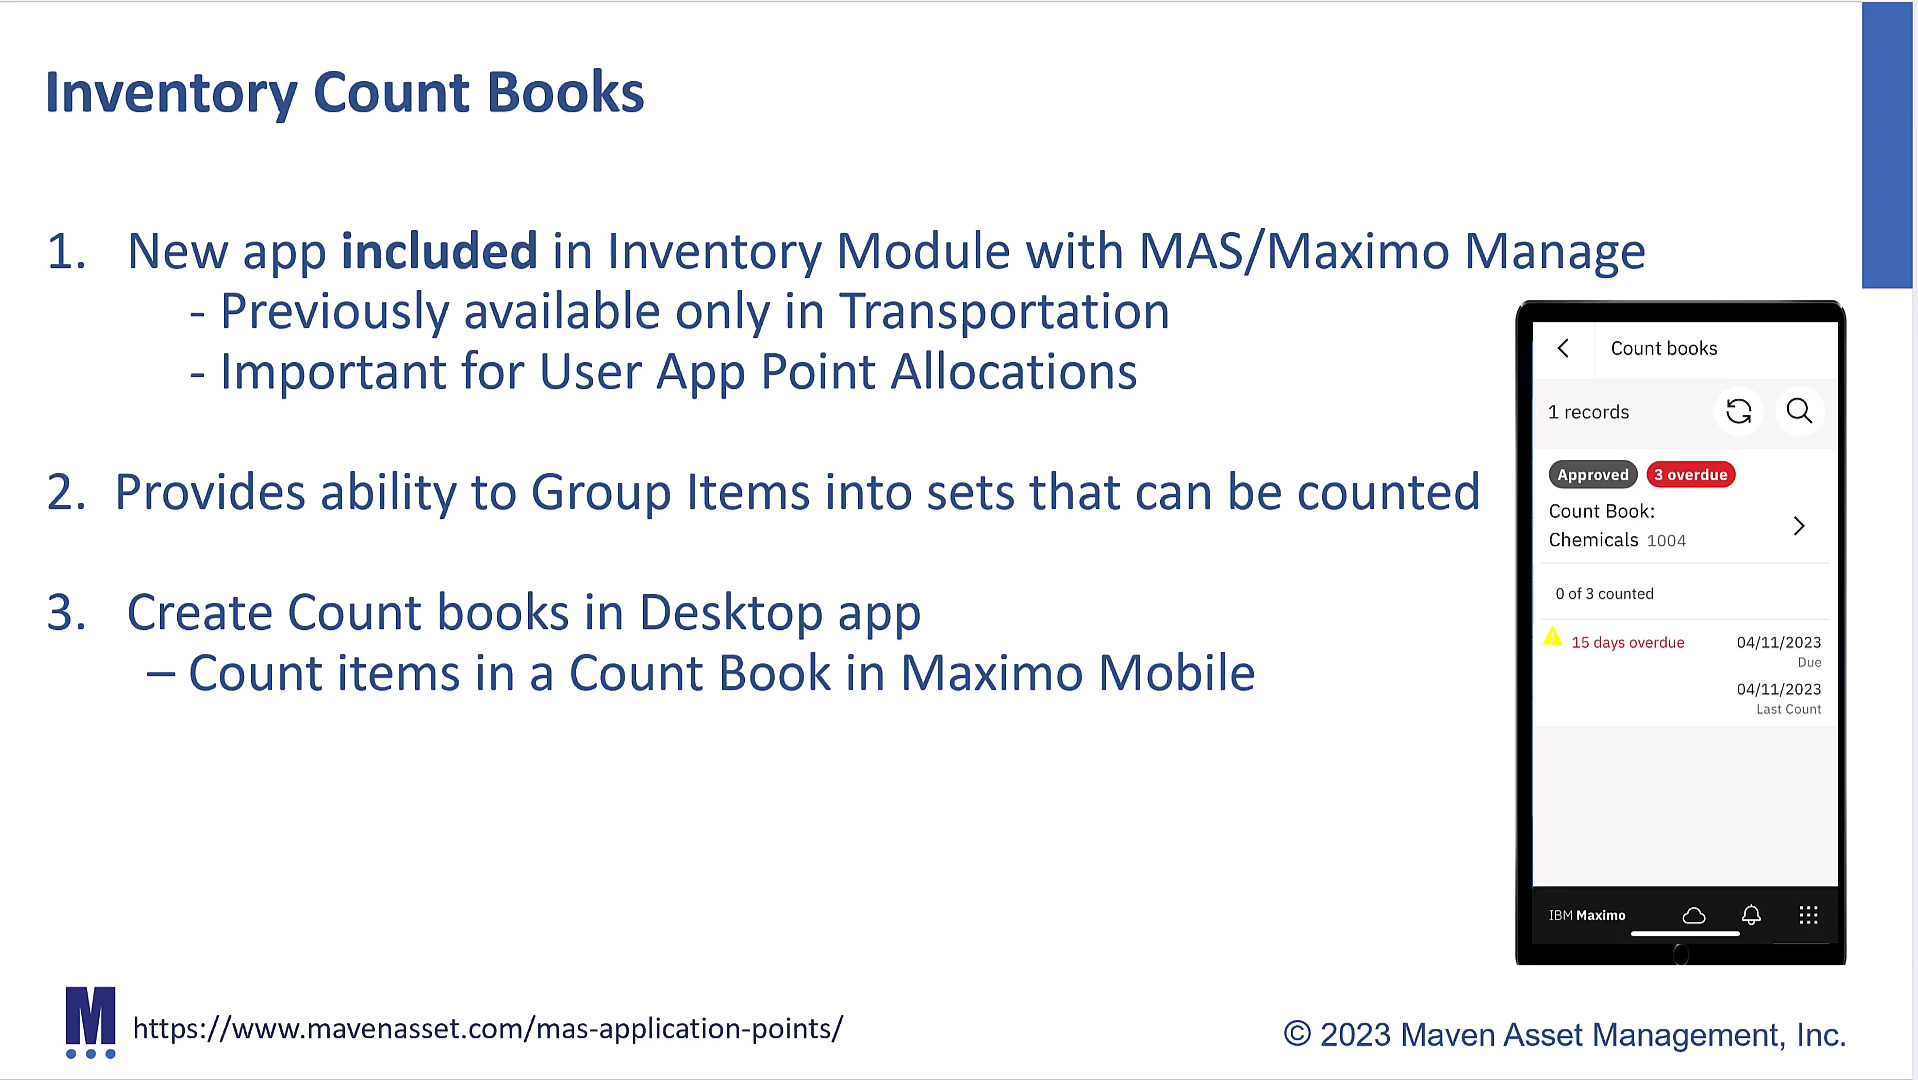 Inventory Count Books
1. New app included in Inventory Module with MAS/Maximo Manage
- Previously available only in Transportation
- Important for User App Point Allocations
2. Provides ability to Group Items into sets that can be counted
3. Create Count books in Desktop app
– Count items in a Count Book in Maximo Mobile
Count books
1 records
Approved 3 overdue
Count Book:
Chemicals 1004
0 of 3 counted
15 days overdue 04/11/2023
Due
04/11/2023
Last Count
IBM Maximo
M
https://www.mavenasset.com/mas-application-points/
© 2023 Maven Asset Management, Inc.